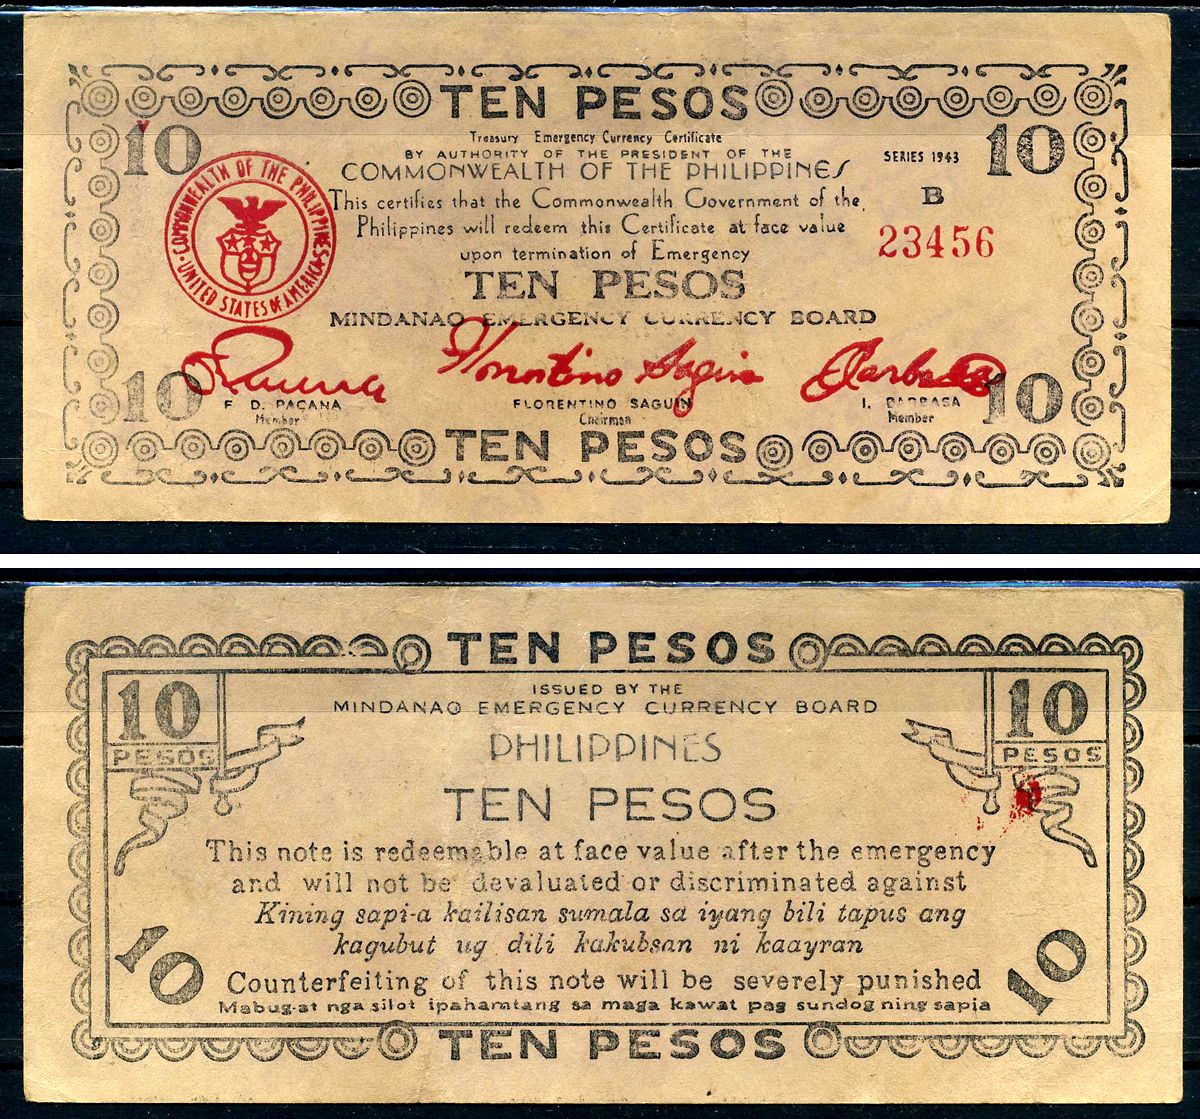 TEN PESOS
10
10
Treasury Emergency Currency Certificate
BY AUTHORITY OF THE PRESIDENT OF THE
COMMONWEALTH OF THE PHILIPPINES
SERIES 1943
B
23456
COMMONWEALTH OF THE PHILIPPINES
UNITED STATES OF AMERICA
This certifies that the Commonwealth Government of the
Philippines will redeem this Certificate at face value
upon termination of Emergency
TEN PESOS
MINDANAO EMERGENCY CURRENCY BOARD
Florentino Saguin
10
10
F. D. PACANA
Member
FLORENTINO SAGUIN
Chairman
I. BARBASA
Member
TEN PESOS
TEN PESOS
10
PESOS
10
PESOS
ISSUED BY THE
MINDANAO EMERGENCY CURRENCY BOARD
PHILIPPINES
TEN PESOS
This note is redeemable at face value after the emergency
and will not be devaluated or discriminated against
Kining sapi-a kailisan sumala sa iyang bili tapus ang
kagubut ug dili kakubsan ni kaayran
10
10
Counterfeiting of this note will be severely punished
Mabug-at nga silot ipahamtang sa maga kawat pag sundog ning sapia
TEN PESOS